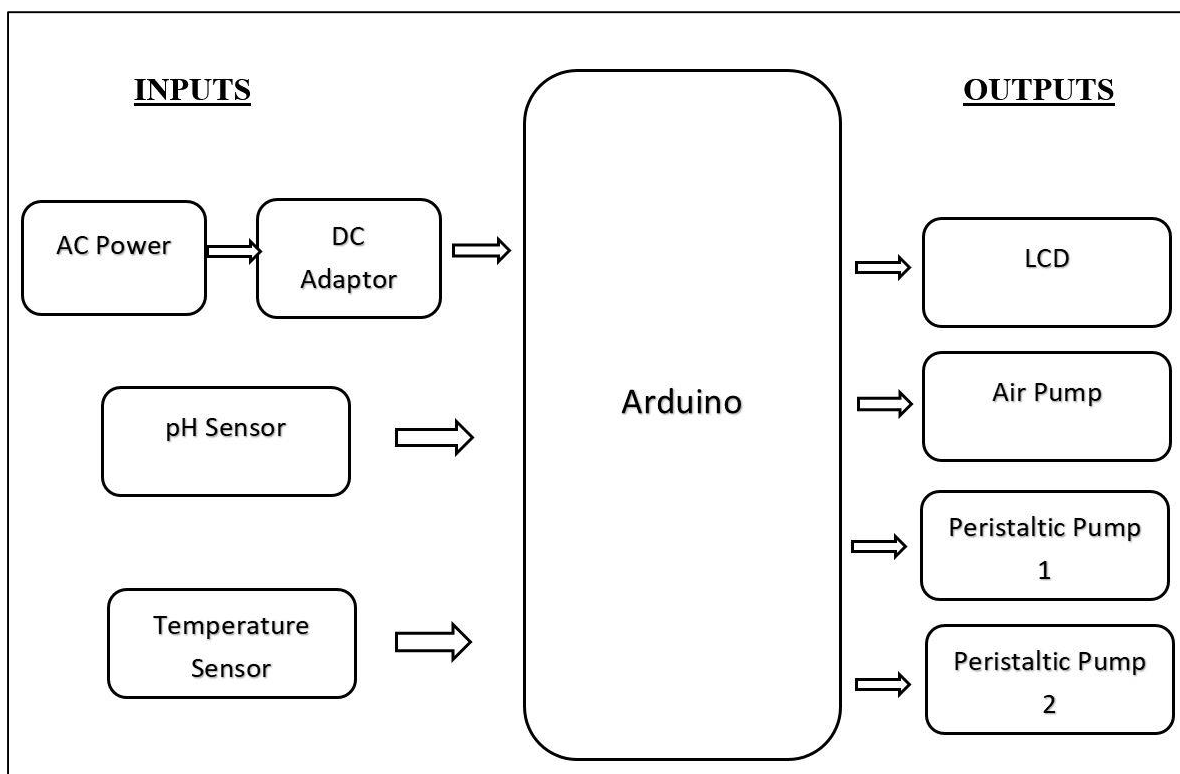 INPUTS
OUTPUTS
AC Power
DC
Adaptor
LCD
pH Sensor
Arduino
Air Pump
Peristaltic Pump
1
Temperature
Sensor
Peristaltic Pump
2